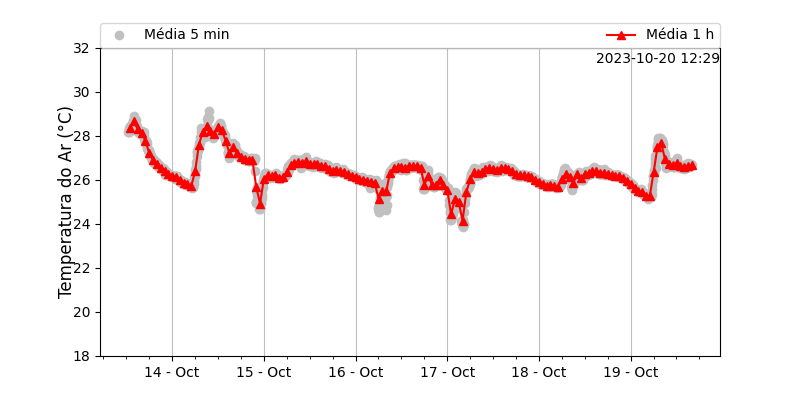 Média 5 min
Média 1 h
2023-10-20 12:29
Temperatura do Ar (°C)
32
30
28
26
24
22
20
18
14 - Oct
15 - Oct
16 - Oct
17 - Oct
18 - Oct
19 - Oct